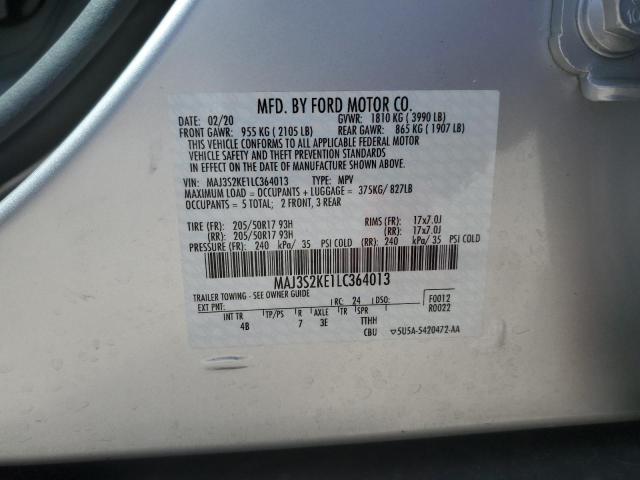 MFD. BY FORD MOTOR CO.
DATE: 02/20 GVWR: 1810 KG ( 3990 LB)
FRONT GAWR: 955 KG ( 2105 LB) REAR GAWR: 865 KG ( 1907 LB)
THIS VEHICLE CONFORMS TO ALL APPLICABLE FEDERAL MOTOR
VEHICLE SAFETY, BUMPER, AND THEFT PREVENTION STANDARDS
IN EFFECT ON THE DATE OF MANUFACTURE SHOWN ABOVE.
VIN: MAJ3S2KE1LC364013 TYPE: MPV
MAXIMUM LOAD = OCCUPANTS + LUGGAGE = 375KG/ 827LB
OCCUPANTS = 5 TOTAL; 2 FRONT, 3 REAR
TIRE (FR): 205/50R17 93H RIMS (FR): 17x7.0J
(RR): 205/50R17 93H (RR): 17x7.0J
PRESSURE (FR): 240 kPa/ 35 PSI COLD (RR): 240 kPa/ 35 PSI COLD
MAJ3S2KE1LC364013
TRAILER TOWING - SEE OWNER GUIDE
EXT PNT: RC: 24 DSO: F0012
R0022
INT TR TP/PS R AXLE TR SPR
4B 7 3E TTHH
CBU 5U5A-5420472-AA